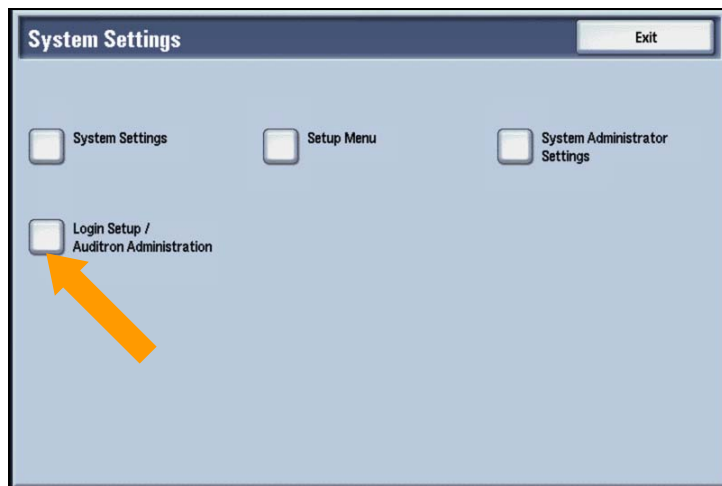 System Settings
Exit
System Settings
Setup Menu
System Administrator
Settings
Login Setup /
Auditron Administration